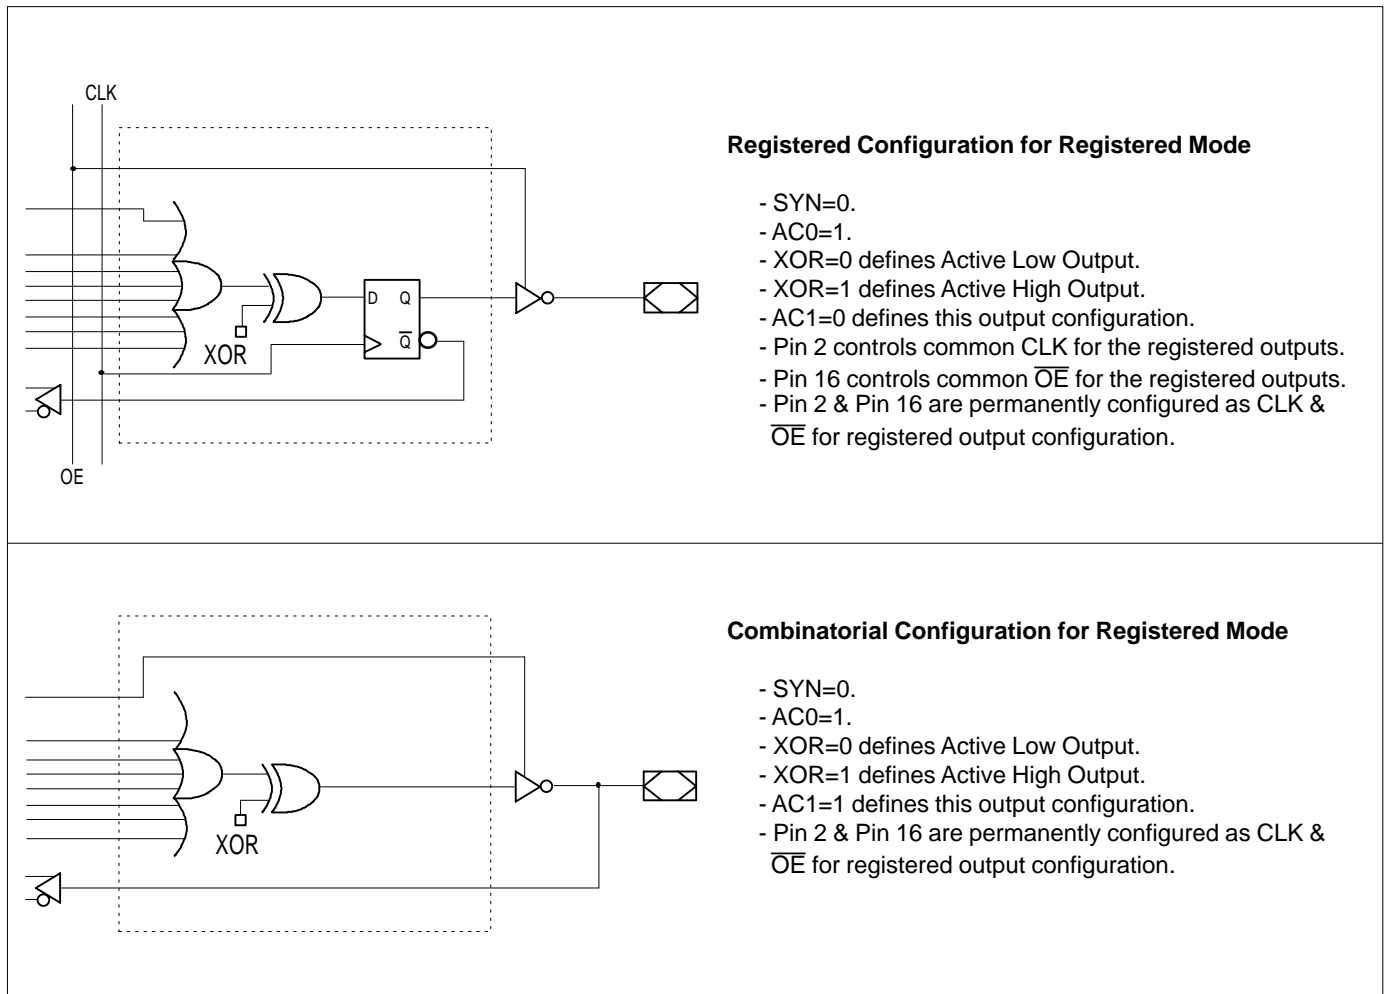 CLK
D Q
Q̅
XOR
OE
Registered Configuration for Registered Mode
- SYN=0.
- AC0=1.
- XOR=0 defines Active Low Output.
- XOR=1 defines Active High Output.
- AC1=0 defines this output configuration.
- Pin 2 controls common CLK for the registered outputs.
- Pin 16 controls common O̅E̅ for the registered outputs.
- Pin 2 & Pin 16 are permanently configured as CLK &
O̅E̅ for registered output configuration.
XOR
Combinatorial Configuration for Registered Mode
- SYN=0.
- AC0=1.
- XOR=0 defines Active Low Output.
- XOR=1 defines Active High Output.
- AC1=1 defines this output configuration.
- Pin 2 & Pin 16 are permanently configured as CLK &
O̅E̅ for registered output configuration.